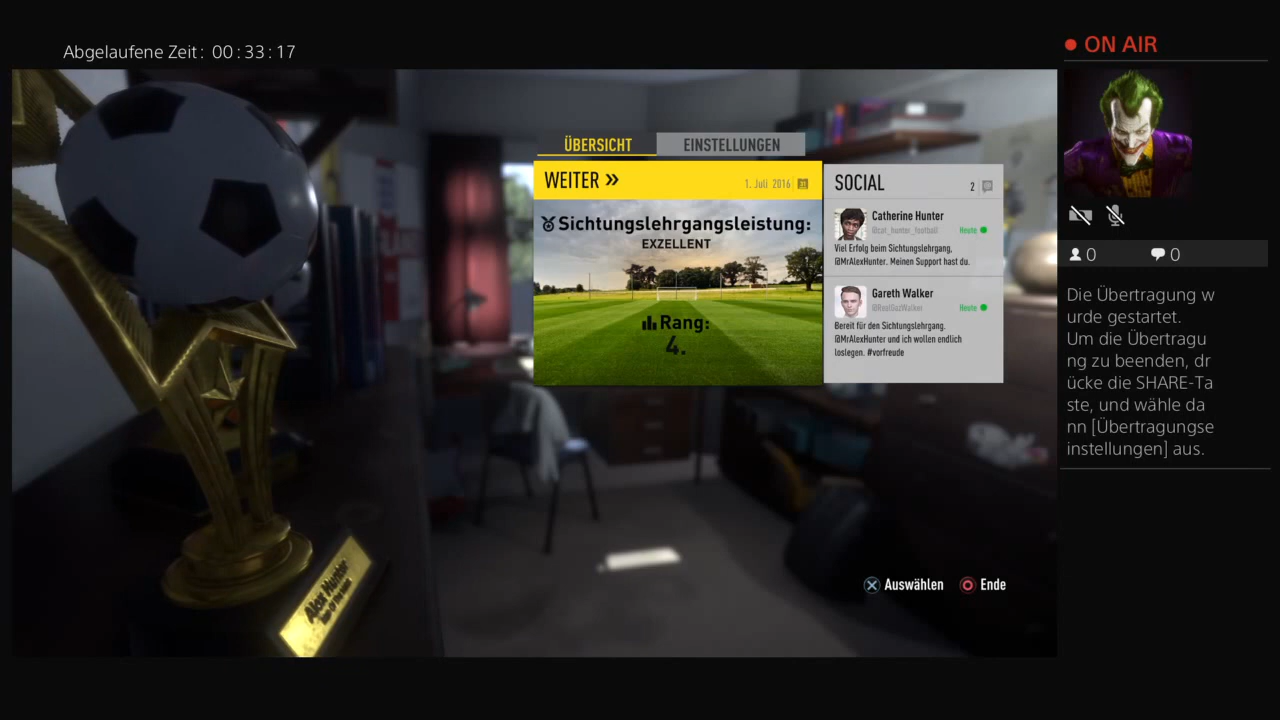 Abgelaufene Zeit: 00:33:17
ON AIR
ÜBERSICHT
EINSTELLUNGEN
WEITER »
1. Juli 2016
31
Sichtungslehrgangsleistung:
EXZELLENT
Rang:
4.
SOCIAL
2
Catherine Hunter
@cat_hunter_football
Heute
Viel Erfolg beim Sichtungslehrgang,
@MrAlexHunter. Meinen Support hast du.
Gareth Walker
@RealGazWalker
Heute
Bereit für den Sichtungslehrgang.
@MrAlexHunter und ich wollen endlich
loslegen. #vorfreude
Alex Hunter
Auswählen
Ende
0
0
Die Übertragung w
urde gestartet.
Um die Übertragu
ng zu beenden, dr
ücke die SHARE-Ta
ste, und wähle da
nn [Übertragungse
instellungen] aus.